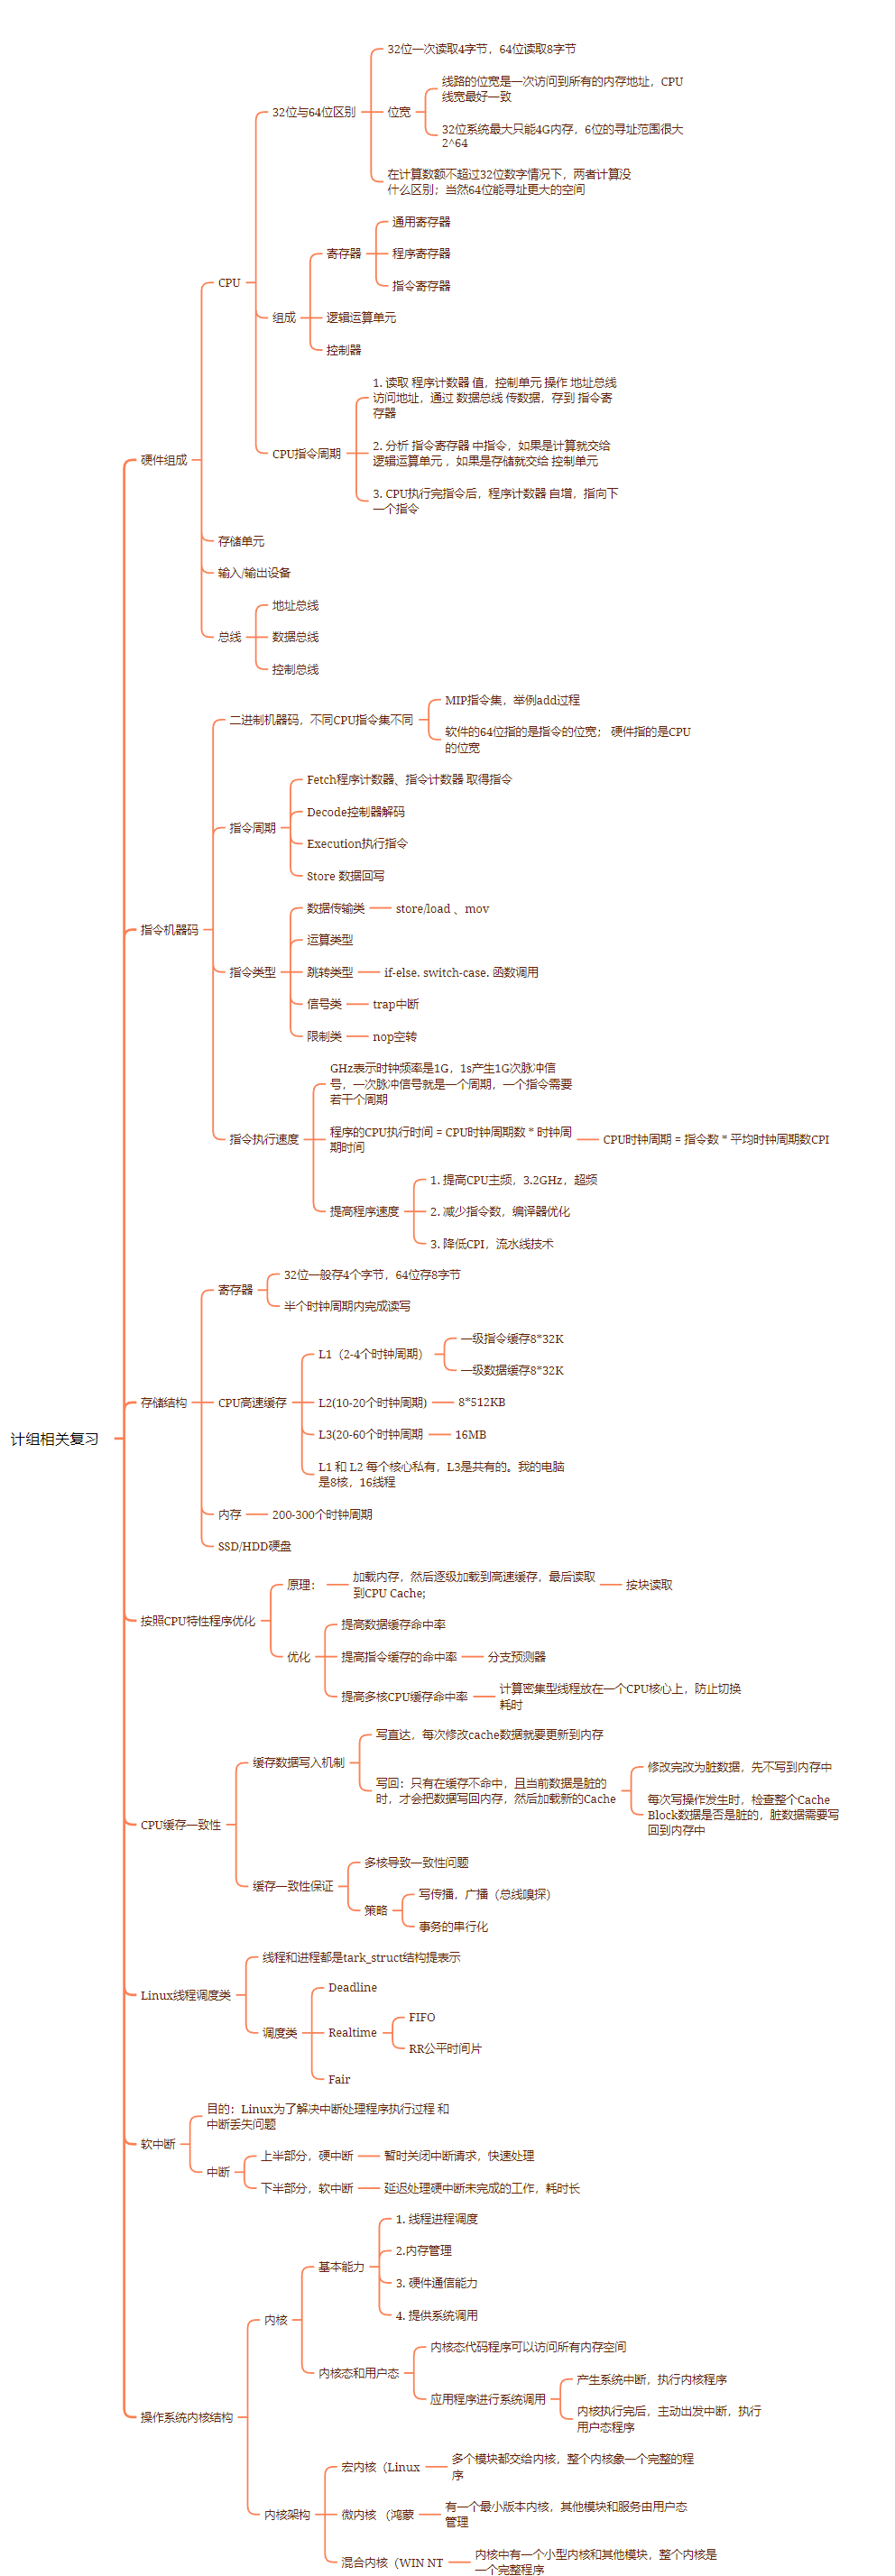 32位一次读取4字节，64位读取8字节
线路的位宽是一次访问到所有的内存地址，CPU
线宽最好一致
32位与64位区别
位宽
32位系统最大只能4G内存，6位的寻址范围很大
2^64
在计算数额不超过32位数字情况下，两者计算没
什么区别；当然64位能寻址更大的空间
通用寄存器
寄存器
程序寄存器
CPU
指令寄存器
组成
逻辑运算单元
控制器
1. 读取 程序计数器 值，控制单元 操作 地址总线
访问地址，通过 数据总线 传数据，存到 指令寄
存器
硬件组成
CPU指令周期
2. 分析 指令寄存器 中指令，如果是计算就交给
逻辑运算单元 ，如果是存储就交给 控制单元
3. CPU执行完指令后，程序计数器 自增，指向下
一个指令
存储单元
输入/输出设备
地址总线
总线
数据总线
控制总线
MIP指令集，举例add过程
二进制机器码，不同CPU指令集不同
软件的64位指的是指令的位宽； 硬件指的是CPU
的位宽
Fetch程序计数器、指令计数器 取得指令
Decode控制器解码
指令周期
Execution执行指令
Store 数据回写
数据传输类
store/load 、mov
指令机器码
运算类型
指令类型
跳转类型
if-else. switch-case. 函数调用
信号类
trap中断
限制类
nop空转
GHz表示时钟频率是1G，1s产生1G次脉冲信
号，一次脉冲信号就是一个周期，一个指令需要
若干个周期
指令执行速度
程序的CPU执行时间 = CPU时钟周期数 * 时钟周
期时间
CPU时钟周期 = 指令数 * 平均时钟周期数CPI
1. 提高CPU主频，3.2GHz，超频
提高程序速度
2. 减少指令数，编译器优化
3. 降低CPI，流水线技术
32位一般存4个字节，64位存8字节
寄存器
半个时钟周期内完成读写
一级指令缓存8*32K
L1（2-4个时钟周期）
一级数据缓存8*32K
存储结构
CPU高速缓存
L2(10-20个时钟周期)
8*512KB
L3(20-60个时钟周期
16MB
计组相关复习
L1 和 L2 每个核心私有，L3是共有的。我的电脑
是8核，16线程
内存
200-300个时钟周期
SSD/HDD硬盘
原理：
加载内存，然后逐级加载到高速缓存，最后读取
到CPU Cache;
按块读取
按照CPU特性程序优化
提高数据缓存命中率
优化
提高指令缓存的命中率
分支预测器
提高多核CPU缓存命中率
计算密集型线程放在一个CPU核心上，防止切换
耗时
写直达，每次修改cache数据就要更新到内存
缓存数据写入机制
修改完改为脏数据，先不写到内存中
写回：只有在缓存不命中，且当前数据是脏的
时，才会把数据写回内存，然后加载新的Cache
每次写操作发生时，检查整个Cache
Block数据是否是脏的，脏数据需要写
回到内存中
CPU缓存一致性
多核导致一致性问题
缓存一致性保证
写传播，广播（总线嗅探）
策略
事务的串行化
线程和进程都是tark_struct结构提表示
Linux线程调度类
Deadline
调度类
FIFO
Realtime
RR公平时间片
Fair
目的：Linux为了解决中断处理程序执行过程 和
中断丢失问题
软中断
上半部分，硬中断
暂时关闭中断请求，快速处理
中断
下半部分，软中断
延迟处理硬中断未完成的工作，耗时长
1. 线程进程调度
2.内存管理
基本能力
3. 硬件通信能力
4. 提供系统调用
内核
内核态代码程序可以访问所有内存空间
内核态和用户态
产生系统中断，执行内核程序
应用程序进行系统调用
内核执行完后，主动出发中断，执行
用户态程序
操作系统内核结构
宏内核（Linux
多个模块都交给内核，整个内核象一个完整的程
序
内核架构
微内核 （鸿蒙
有一个最小版本内核，其他模块和服务由用户态
管理
混合内核（WIN NT
内核中有一个小型内核和其他模块，整个内核是
一个完整程序